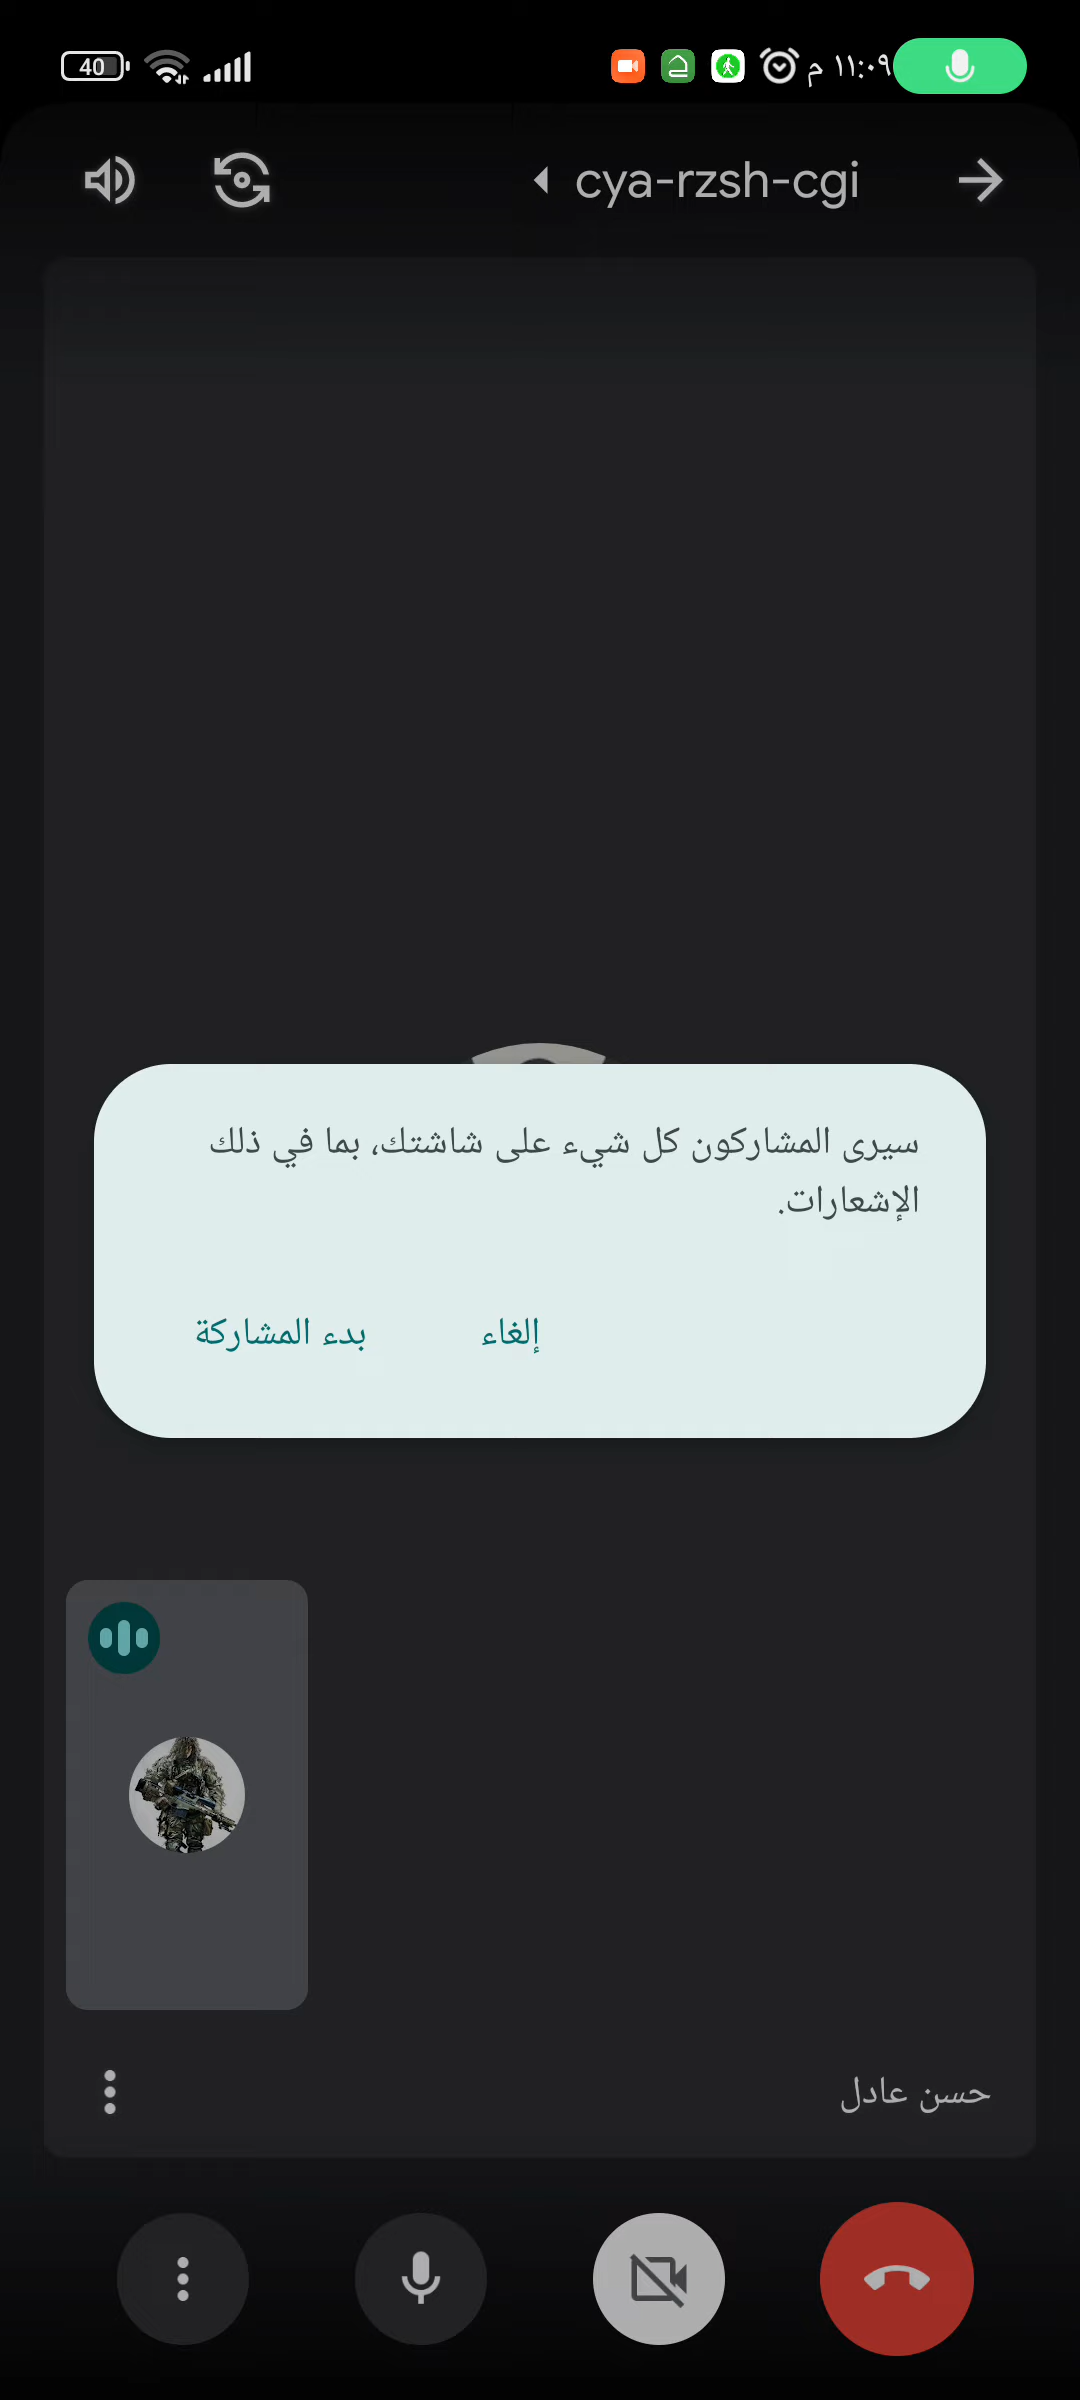 40
١١:٠٩ م
cya-rzsh-cgi
سيرى المشاركون كل شيء على شاشتك، بما في ذلك
الإشعارات.
إلغاء
بدء المشاركة
حسن عادل